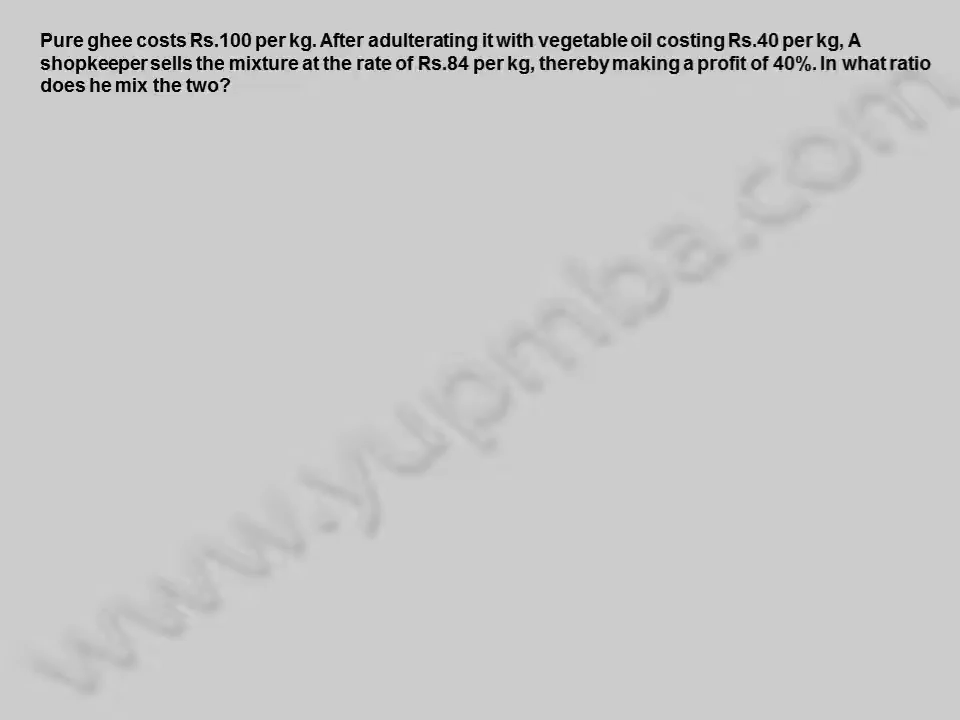 Pure ghee costs Rs.100 per kg. After adulterating it with vegetable oil costing Rs.40 per kg, A
shopkeeper sells the mixture at the rate of Rs.84 per kg, thereby making a profit of 40%. In what ratio
does he mix the two?
www.yupmba.com